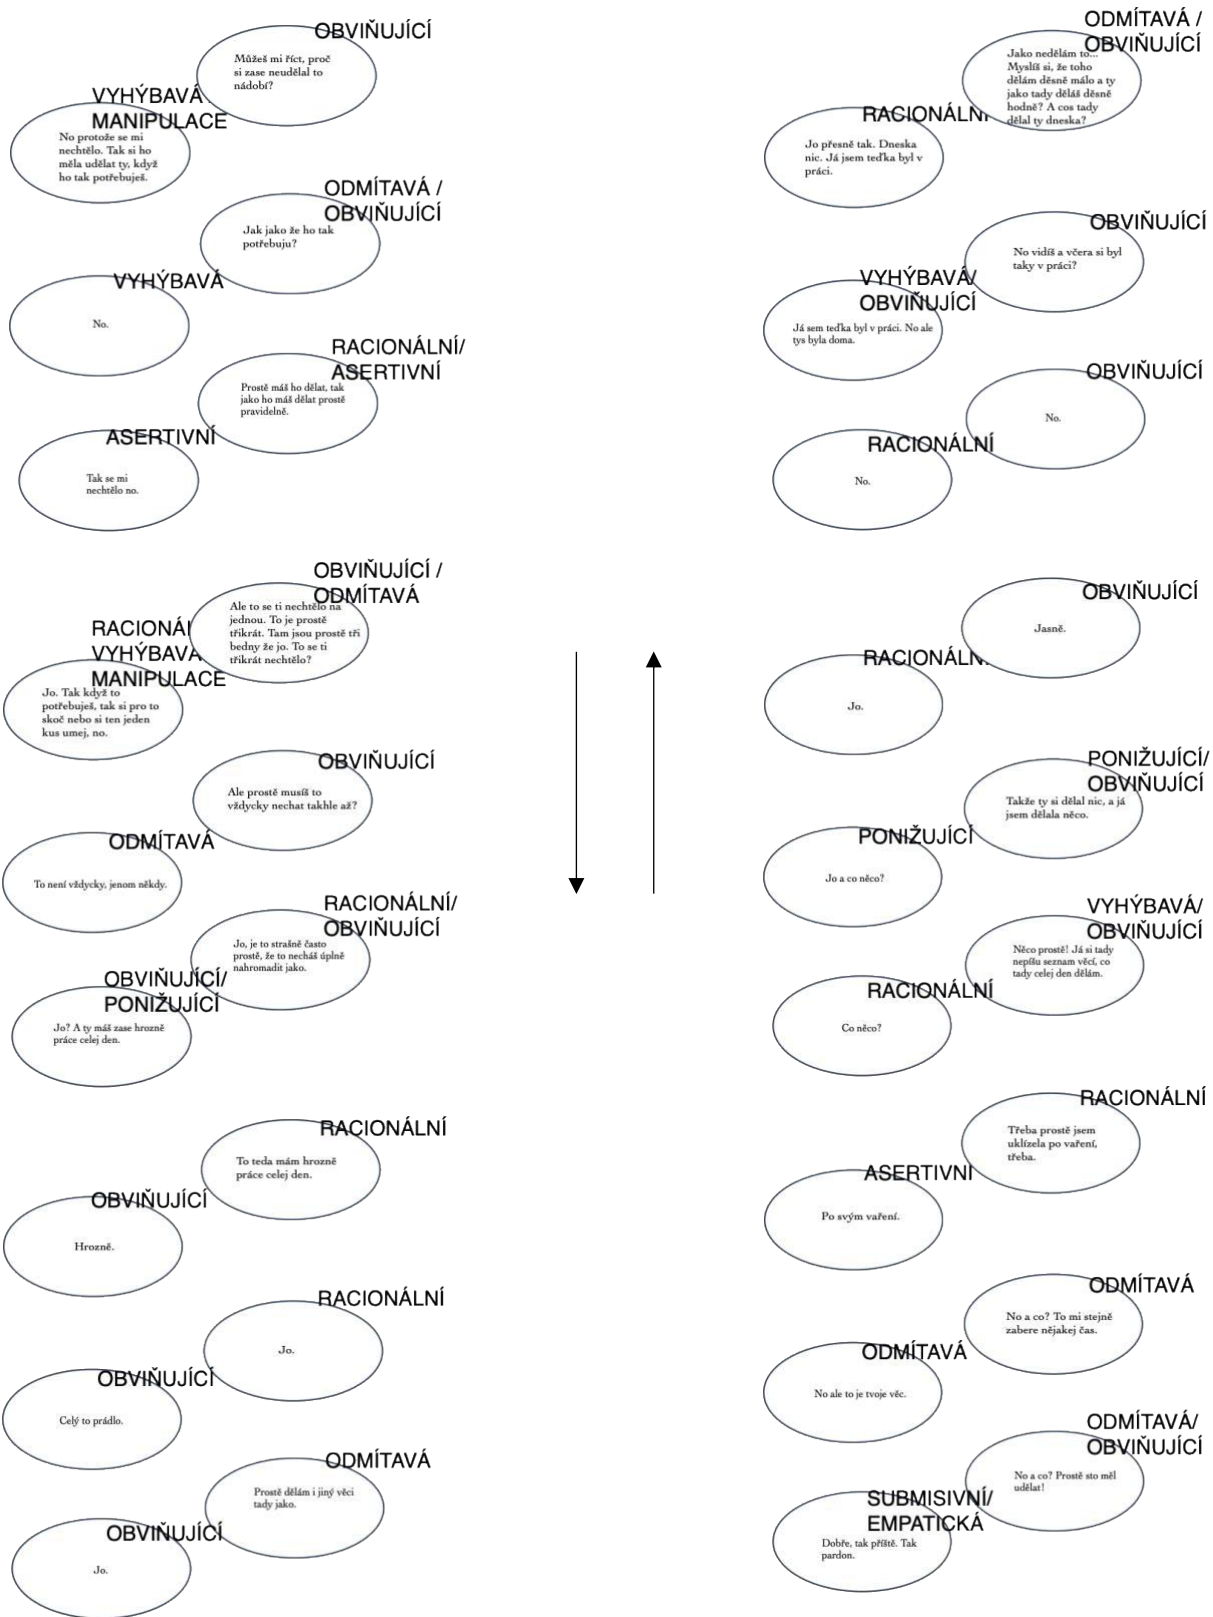 OBVIŇUJÍCÍ
Můžeš mi říct, proč
si zase neudělal to
nádobí?
VYHÝBAVÁ
MANIPULACE
No protože se mi
nechtělo. Tak si ho
měla udělat ty, když
ho tak potřebuješ.
ODMÍTAVÁ /
OBVIŇUJÍCÍ
Jak jako že ho tak
potřebuju?
VYHÝBAVÁ
No.
RACIONÁLNÍ/
ASERTIVNÍ
Prostě máš ho dělat, tak
jako ho máš dělat prostě
pravidelně.
ASERTIVNÍ
Tak se mi
nechtělo no.
OBVIŇUJÍCÍ /
ODMÍTAVÁ
Ale to se ti nechtělo na
jednou. To je prostě
třikrát. Tam jsou prostě tři
bedny že jo. To se ti
třikrát nechtělo?
RACIONÁL
VYHÝBAVÁ
MANIPULACE
Jo. Tak když to
potřebuješ, tak si pro to
skoč nebo si ten jeden
kus umej, no.
OBVIŇUJÍCÍ
Ale prostě musíš to
vždycky nechat takhle až?
ODMÍTAVÁ
To není vždycky, jenom někdy.
RACIONÁLNÍ/
OBVIŇUJÍCÍ
Jo, je to strašně často
prostě, že to necháš úplně
nahromadit jako.
OBVIŇUJÍCÍ/
PONIŽUJÍCÍ
Jo? A ty máš zase hrozně
práce celej den.
RACIONÁLNÍ
To teda mám hrozně
práce celej den.
OBVIŇUJÍCÍ
Hrozně.
RACIONÁLNÍ
Jo.
OBVIŇUJÍCÍ
Celý to prádlo.
ODMÍTAVÁ
Prostě dělám i jiný věci
tady jako.
OBVIŇUJÍCÍ
Jo.
ODMÍTAVÁ /
OBVIŇUJÍCÍ
Jako nedělám to...
Myslíš si, že toho
dělám děsně málo a ty
jako tady děláš děsně
hodně? A cos tady
dělal ty dneska?
RACIONÁLNÍ
Jo přesně tak. Dneska
nic. Já jsem teďka byl v
práci.
OBVIŇUJÍCÍ
No vidíš a včera si byl
taky v práci?
VYHÝBAVÁ/
OBVIŇUJÍCÍ
Já sem teďka byl v práci. No ale
tys byla doma.
OBVIŇUJÍCÍ
No.
RACIONÁLNÍ
No.
OBVIŇUJÍCÍ
Jasně.
RACIONÁLN
Jo.
PONIŽUJÍCÍ/
OBVIŇUJÍCÍ
Takže ty si dělal nic, a já
jsem dělala něco.
PONIŽUJÍCÍ
Jo a co něco?
VYHÝBAVÁ/
OBVIŇUJÍCÍ
Něco prostě! Já si tady
nepíšu seznam věcí, co
tady celej den dělám.
RACIONÁLNÍ
Co něco?
RACIONÁLNÍ
Třeba prostě jsem
uklízela po vaření,
třeba.
ASERTIVNÍ
Po svým vaření.
ODMÍTAVÁ
No a co? To mi stejně
zabere nějakej čas.
ODMÍTAVÁ
No ale to je tvoje věc.
ODMÍTAVÁ/
OBVIŇUJÍCÍ
No a co? Prostě sto měl
udělat!
SUBMISIVNÍ/
EMPATICKÁ
Dobře, tak příště. Tak
pardon.